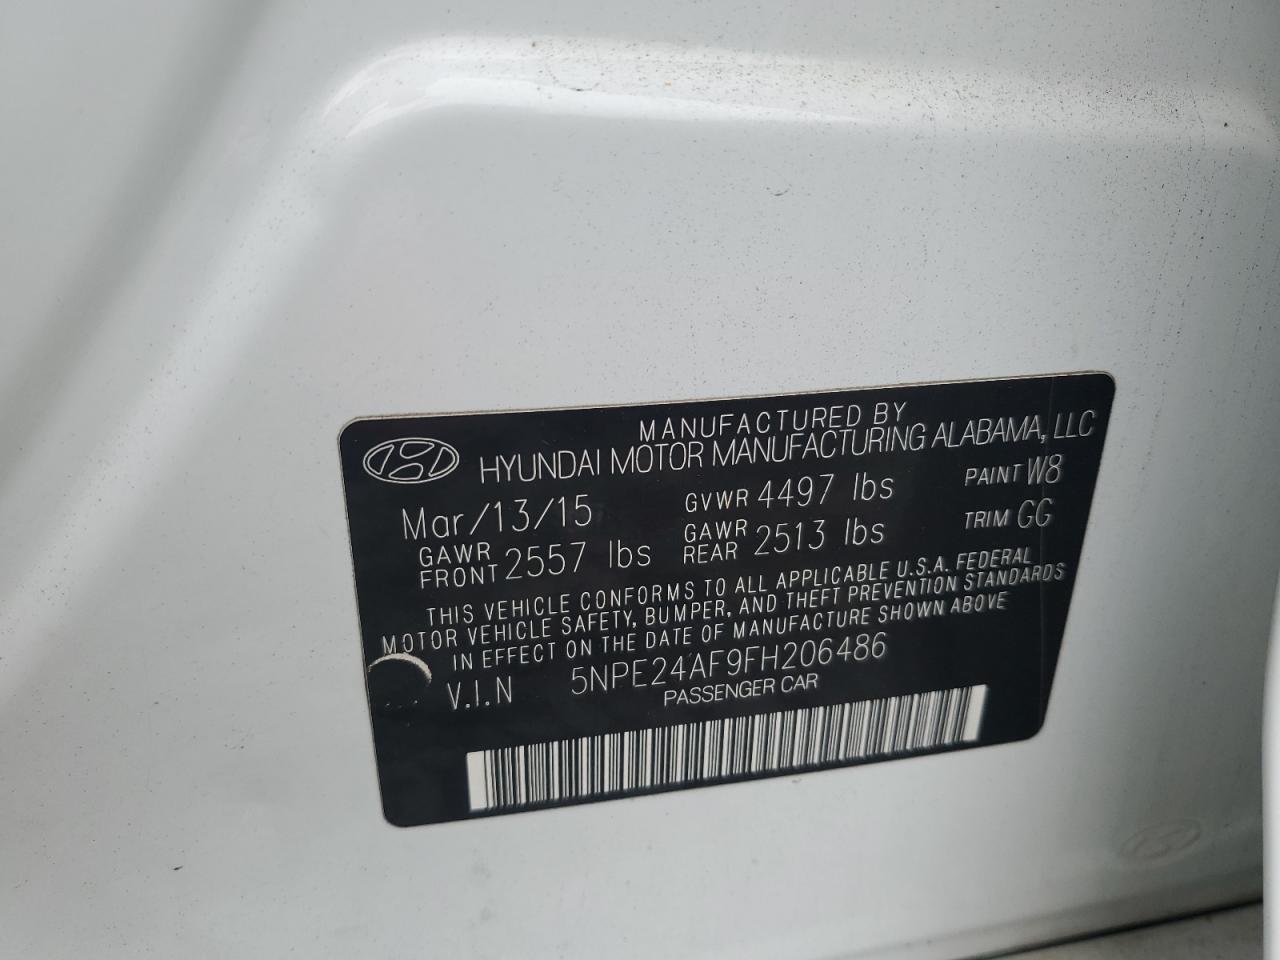 MANUFACTURED BY
HYUNDAI MOTOR MANUFACTURING ALABAMA, LLC
Mar/13/15 GVWR 4497 lbs PAINT W8
GAWR FRONT 2557 lbs GAWR REAR 2513 lbs TRIM GG
THIS VEHICLE CONFORMS TO ALL APPLICABLE U.S.A. FEDERAL
MOTOR VEHICLE SAFETY, BUMPER, AND THEFT PREVENTION STANDARDS
IN EFFECT ON THE DATE OF MANUFACTURE SHOWN ABOVE
V.I.N 5NPE24AF9FH206486
PASSENGER CAR